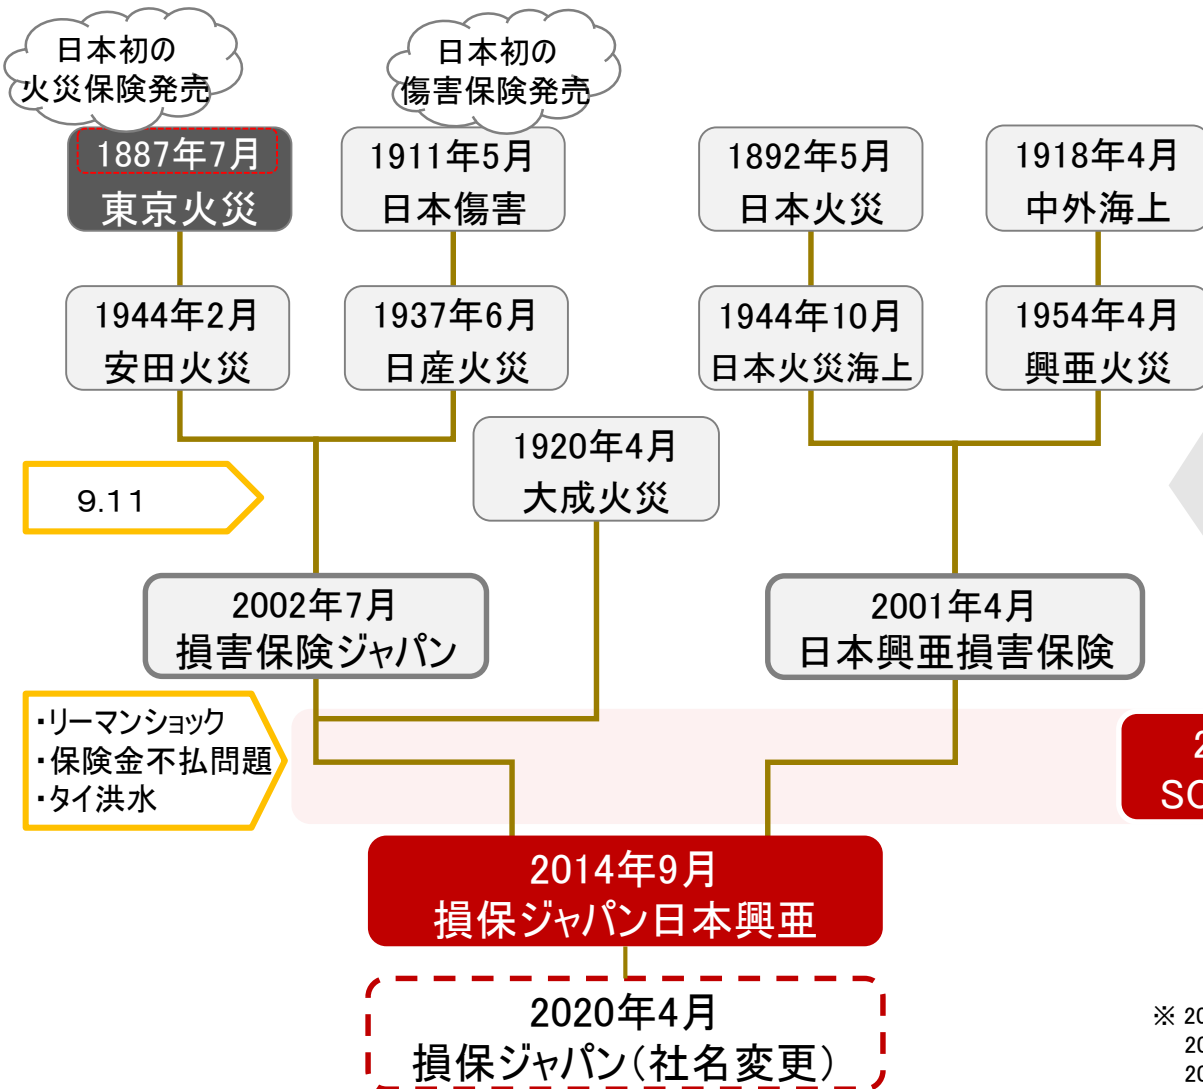 日本初の
火災保険発売
日本初の
傷害保険発売
1887年7月
東京火災
1911年5月
日本傷害
1892年5月
日本火災
1918年4月
中外海上
1944年2月
安田火災
1937年6月
日産火災
1944年10月
日本火災海上
1954年4月
興亜火災
1920年4月
大成火災
9.11
2002年7月
損害保険ジャパン
2001年4月
日本興亜損害保険
・リーマンショック
・保険金不払問題
・タイ洪水
2014年9月
損保ジャパン日本興亜
2020年4月
損保ジャパン（社名変更）
※ 20
20
20